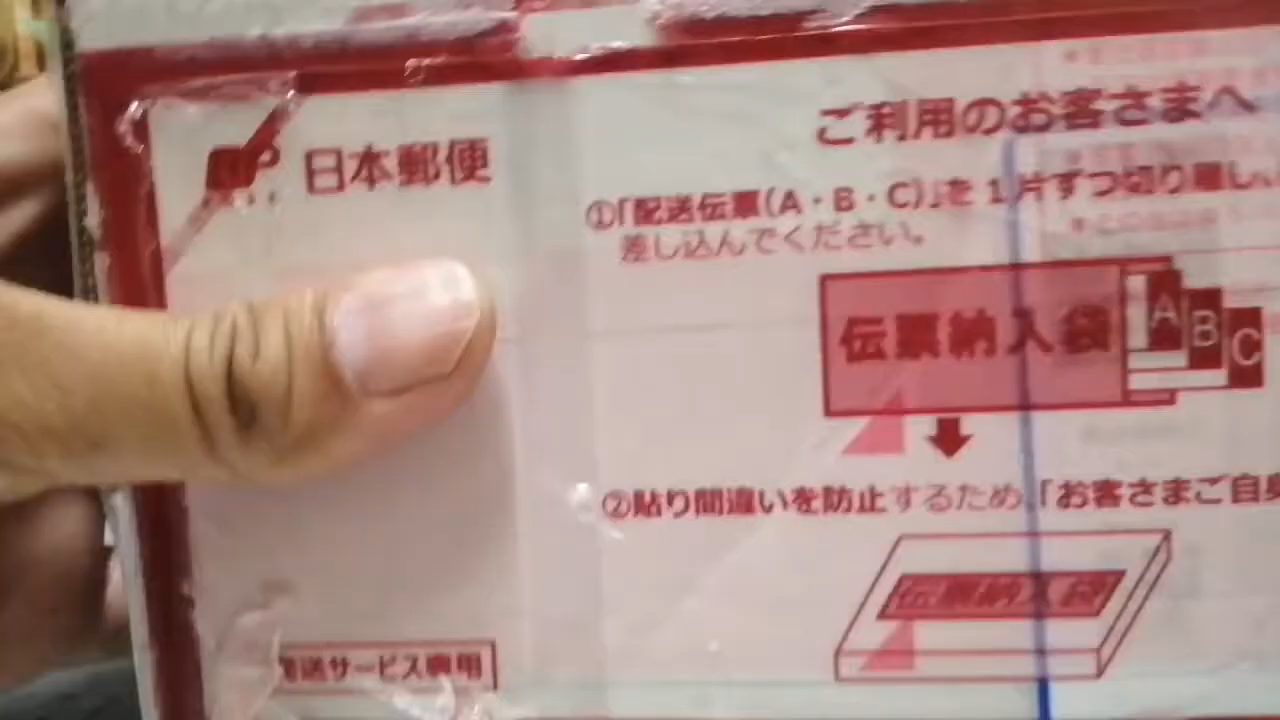 日本郵便
ご利用のお客さまへ
①「配送伝票(A・B・C)」を1片ずつ切り離し、
差し込んでください。
伝票納入袋
A
B
C
②貼り間違いを防止するため、「お客さまご自身
伝票納入袋
送サービス専用